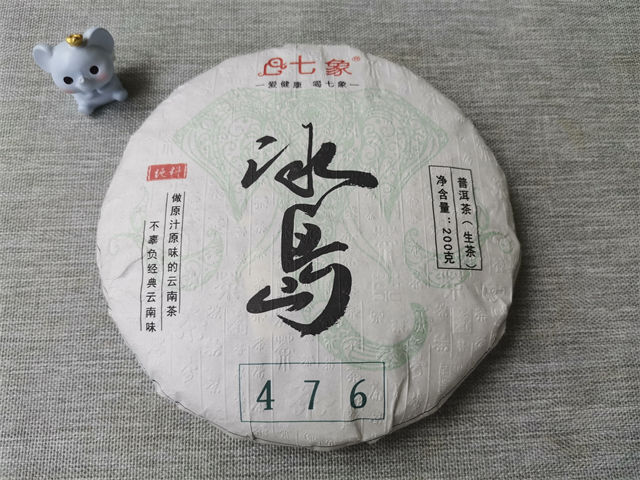 七象®
爱健康 喝七象
冰岛
纯料
做原汁原味的云南茶
不辜负经典云南味
普洱茶（生茶）
净含量：200克
476